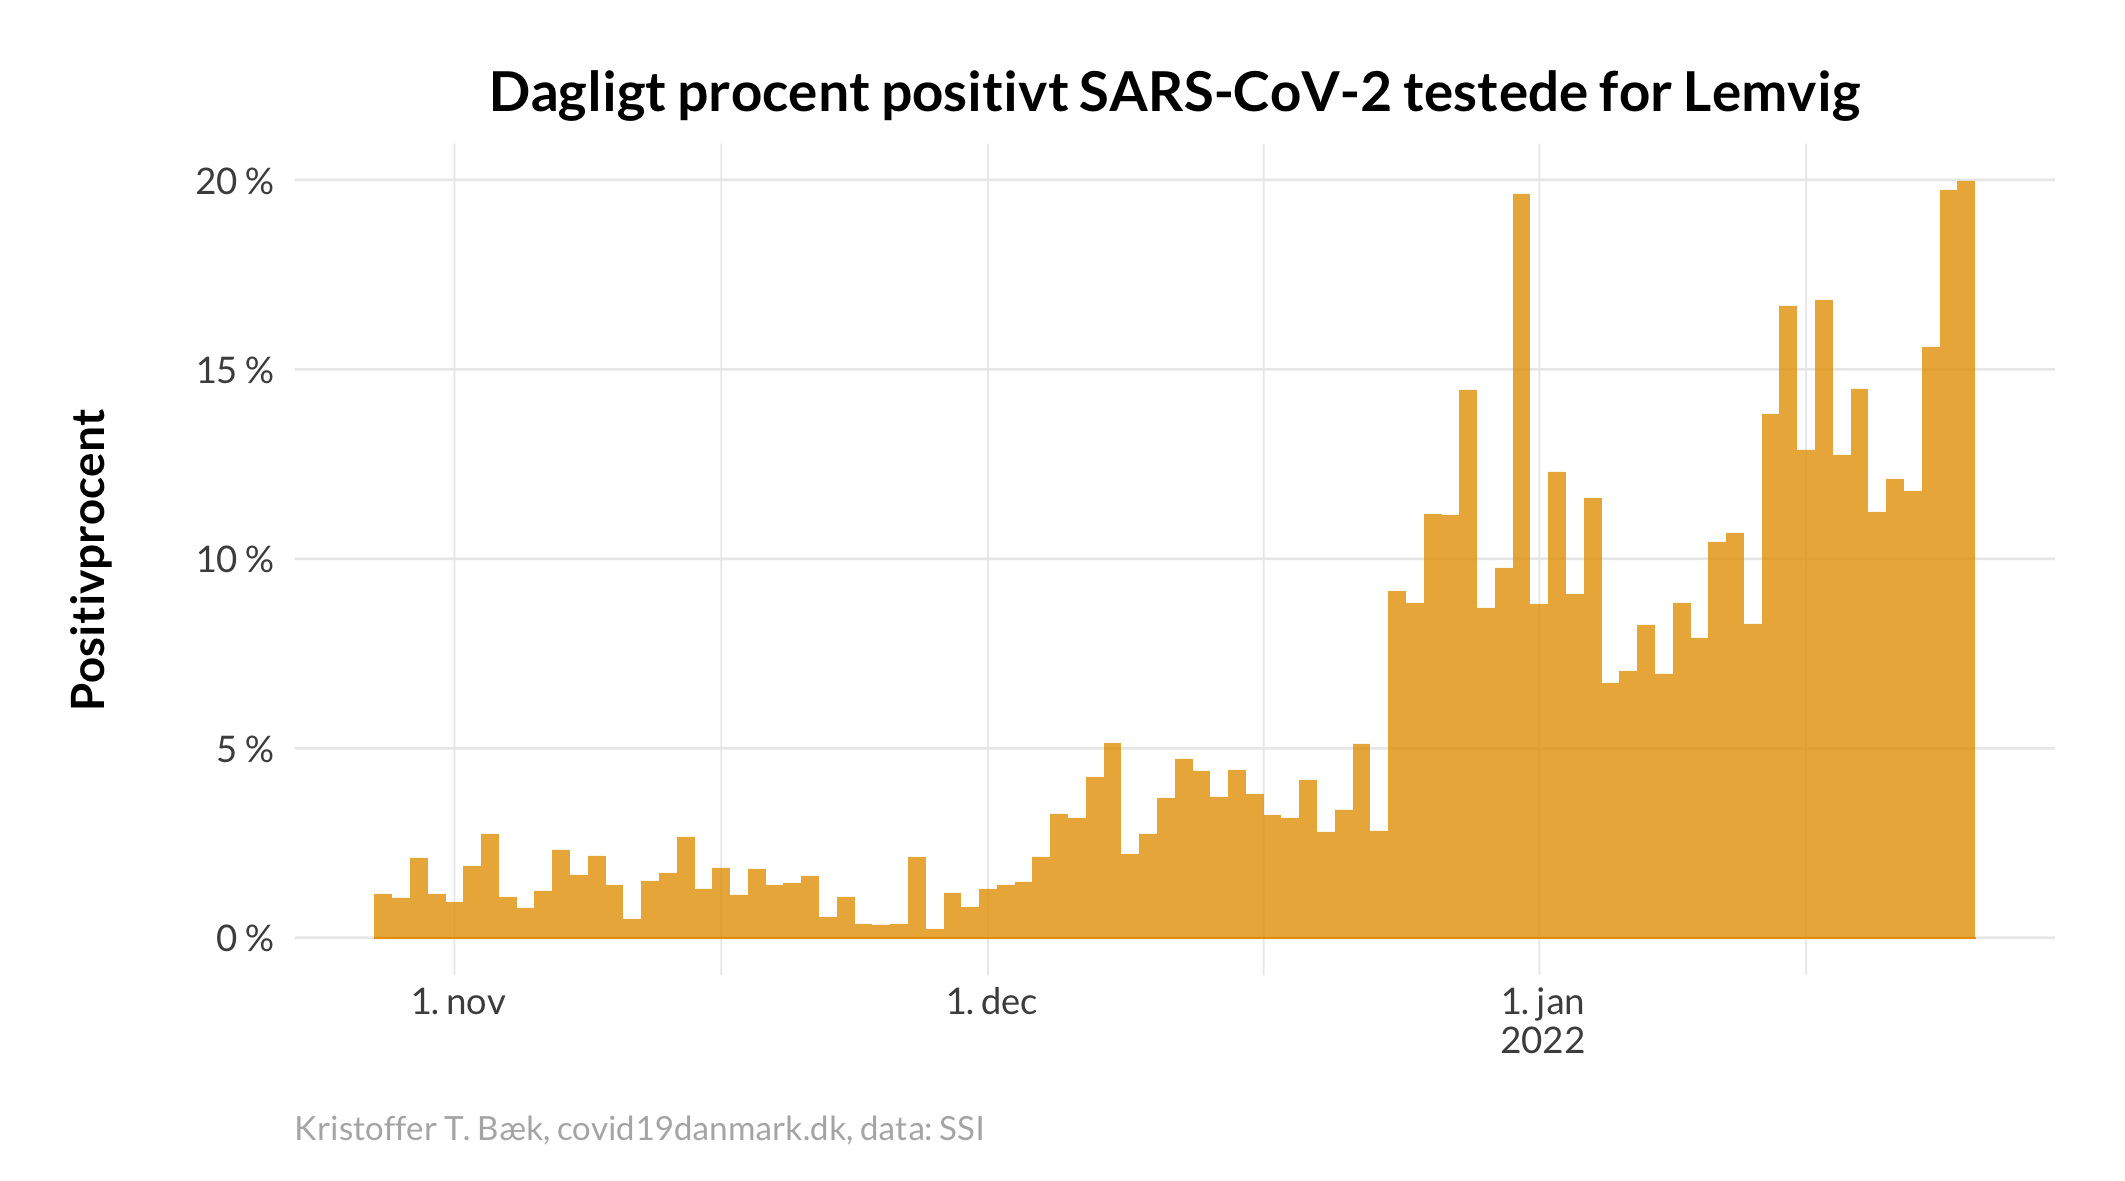 Dagligt procent positivt SARS-CoV-2 testede for Lemvig
Positivprocent
20 %
15 %
10 %
5 %
0 %
1. nov
1. dec
1. jan
2022
Kristoffer T. Bæk, covid19danmark.dk, data: SSI